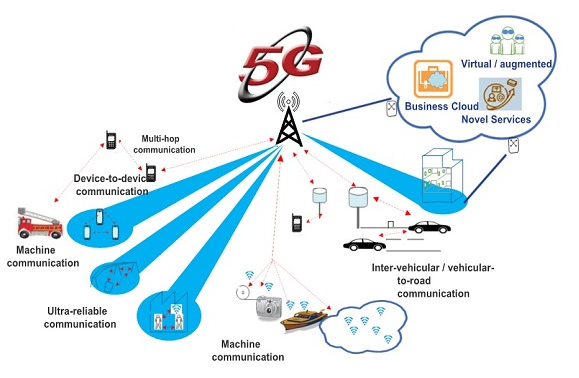 5G
Virtual / augmented
Business Cloud
Novel Services
Multi-hop
communication
Device-to-device
communication
Machine
communication
Ultra-reliable
communication
Machine
communication
Inter-vehicular / vehicular-
to-road
communication